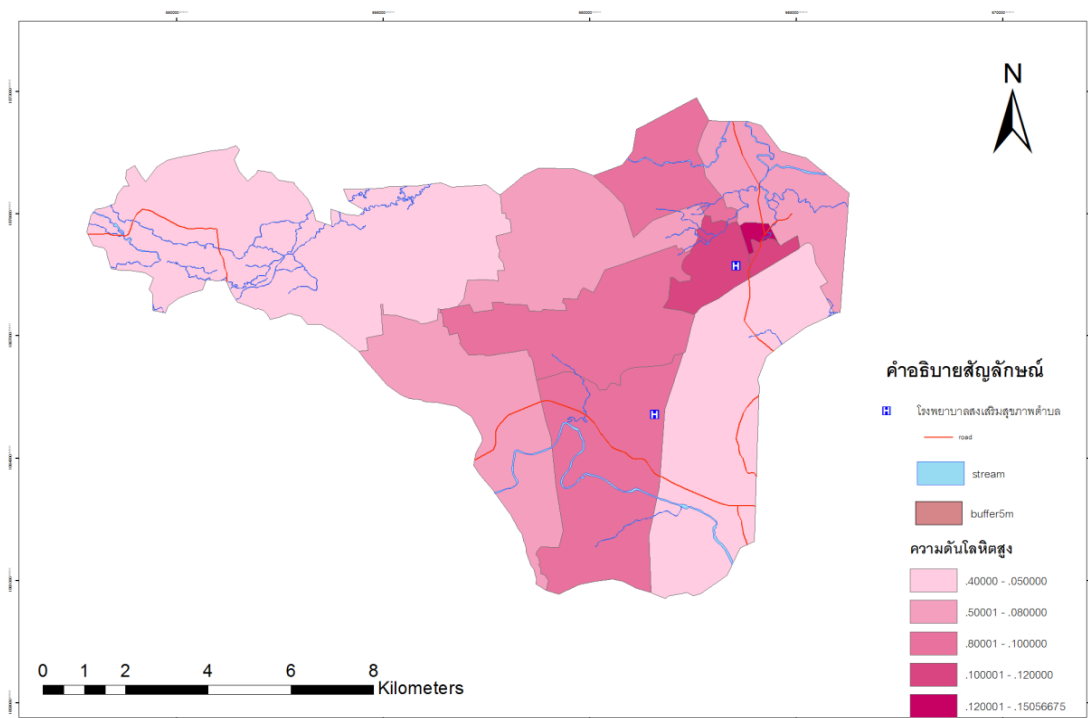 N
คำอธิบายสัญลักษณ์
H โรงพยาบาลส่งเสริมสุขภาพตำบล
road
stream
buffer5m
ความดันโลหิตสูง
.40000 - .050000
.50001 - .080000
.80001 - .100000
.100001 - .120000
.120001 - .15056675
H
H
0 1 2 4 6 8
Kilometers